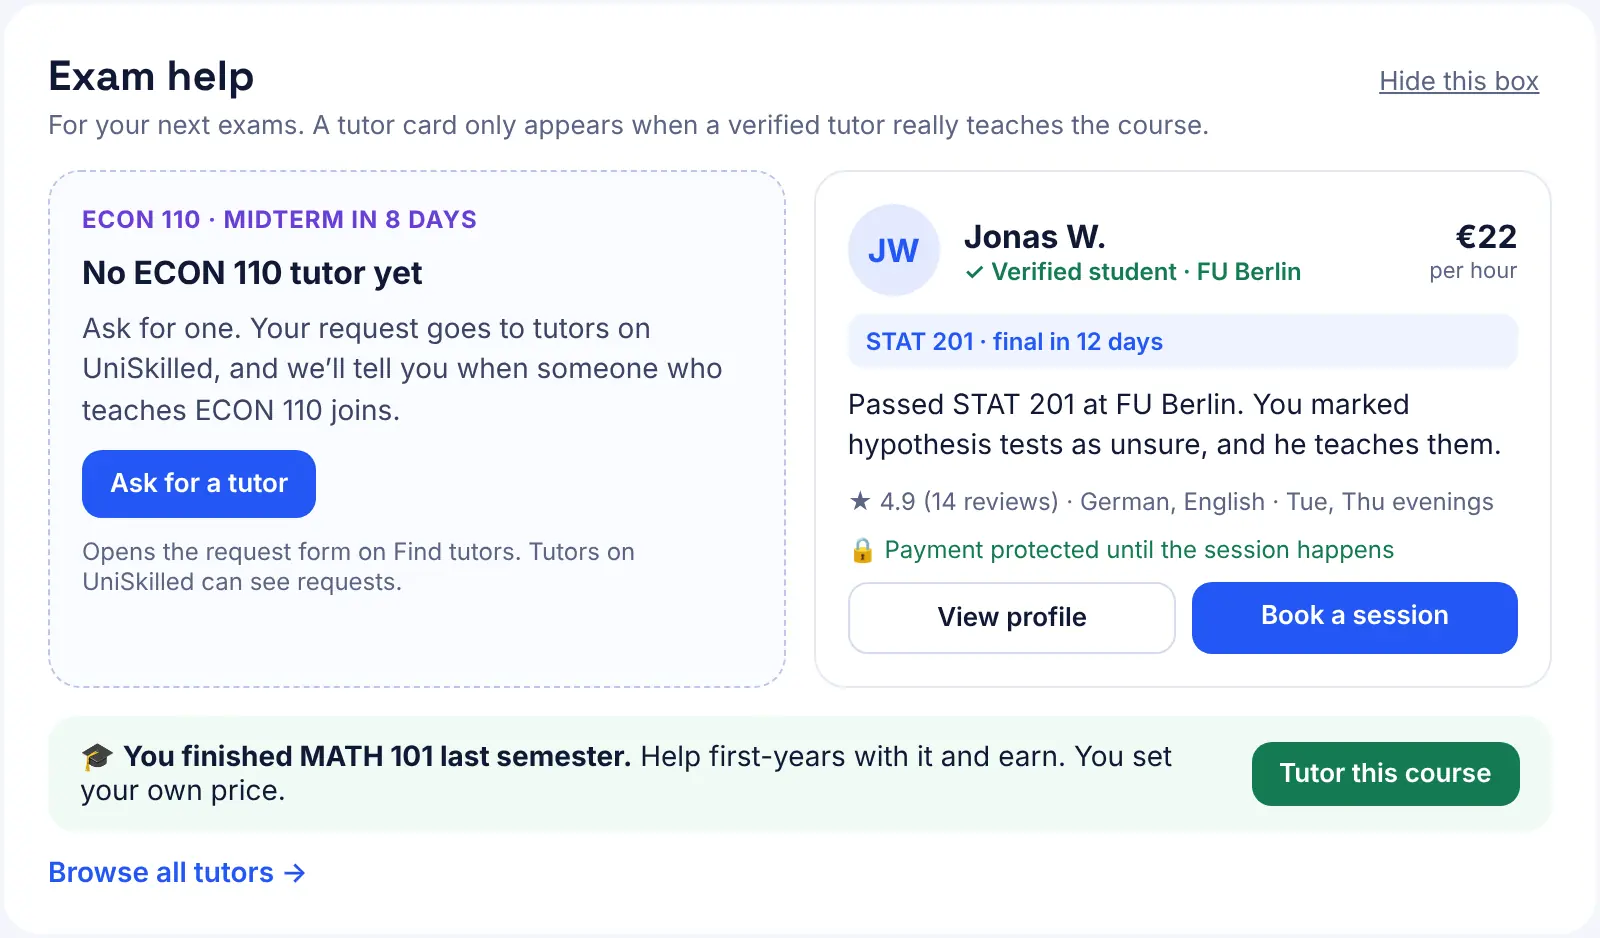 Exam help
Hide this box
For your next exams. A tutor card only appears when a verified tutor really teaches the course.
ECON 110 · MIDTERM IN 8 DAYS
No ECON 110 tutor yet
Ask for one. Your request goes to tutors on
UniSkilled, and we’ll tell you when someone who
teaches ECON 110 joins.
Ask for a tutor
Opens the request form on Find tutors. Tutors on
UniSkilled can see requests.
JW
Jonas W.
✓ Verified student · FU Berlin
€22
per hour
STAT 201 · final in 12 days
Passed STAT 201 at FU Berlin. You marked
hypothesis tests as unsure, and he teaches them.
★ 4.9 (14 reviews) · German, English · Tue, Thu evenings
🔒 Payment protected until the session happens
View profile
Book a session
🎓 You finished MATH 101 last semester. Help first-years with it and earn. You set
your own price.
Tutor this course
Browse all tutors →